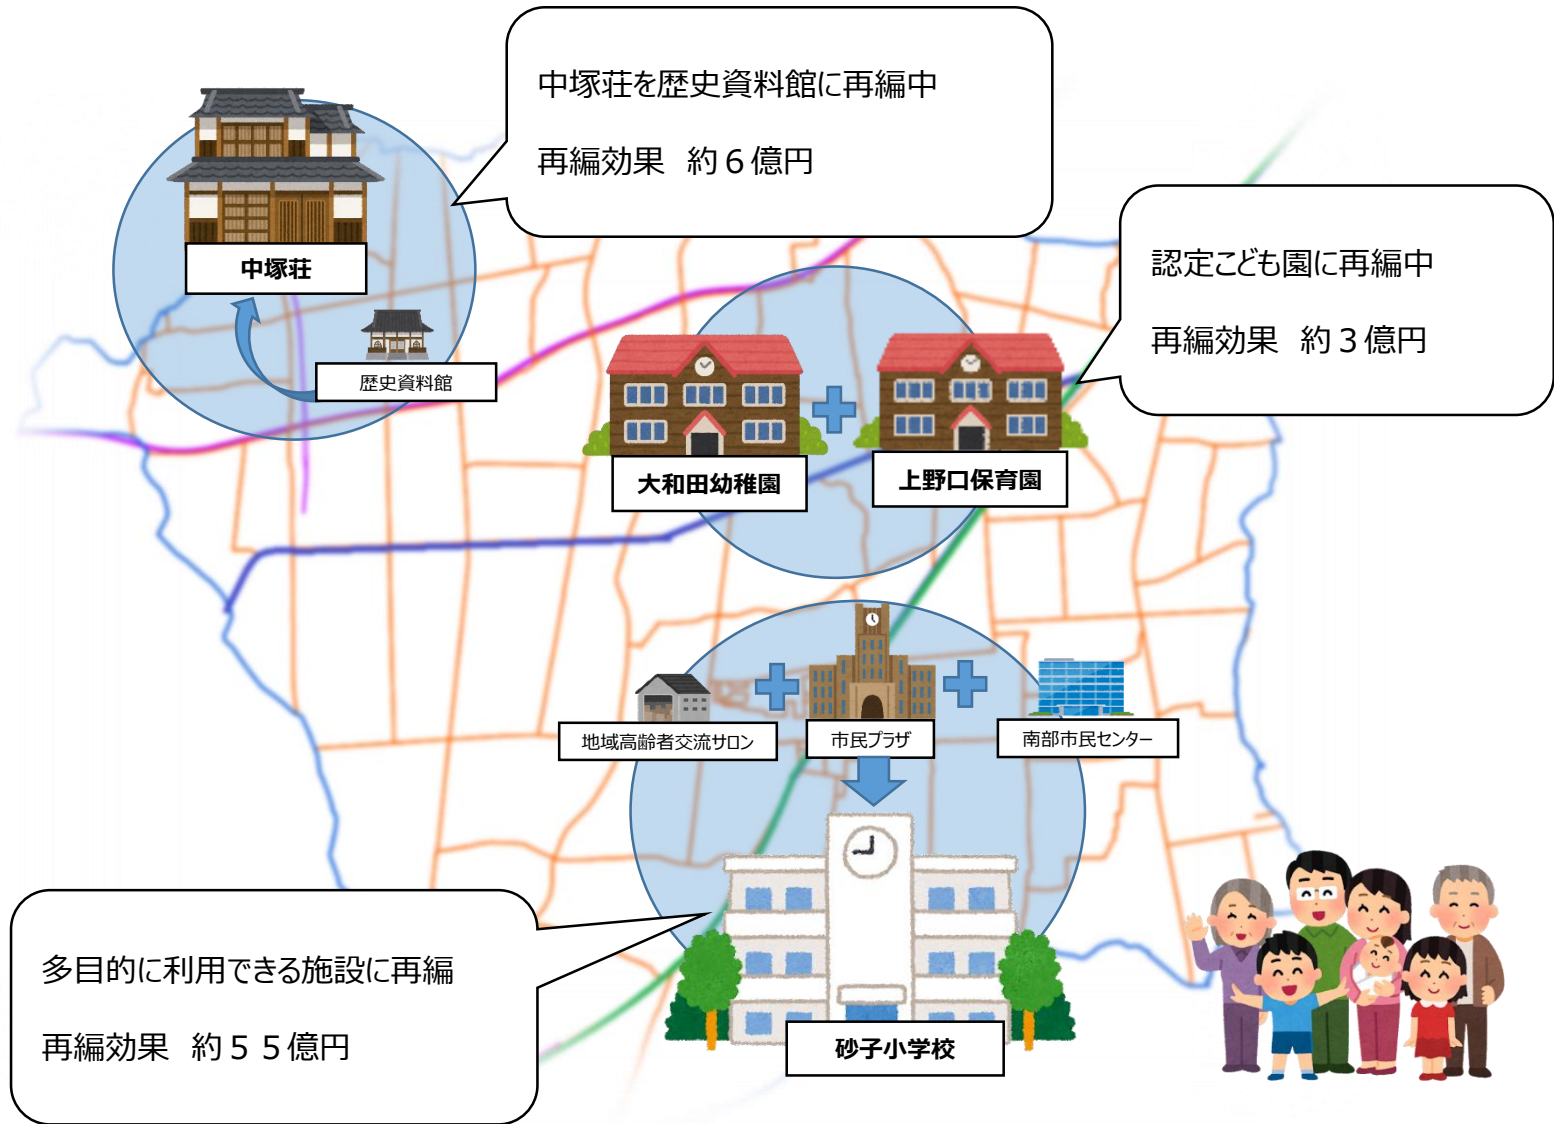 中塚荘を歴史資料館に再編中
再編効果　約６億円
中塚荘
歴史資料館
認定こども園に再編中
再編効果　約３億円
大和田幼稚園
上野口保育園
地域高齢者交流サロン
市民プラザ
南部市民センター
多目的に利用できる施設に再編
再編効果　約５５億円
砂子小学校